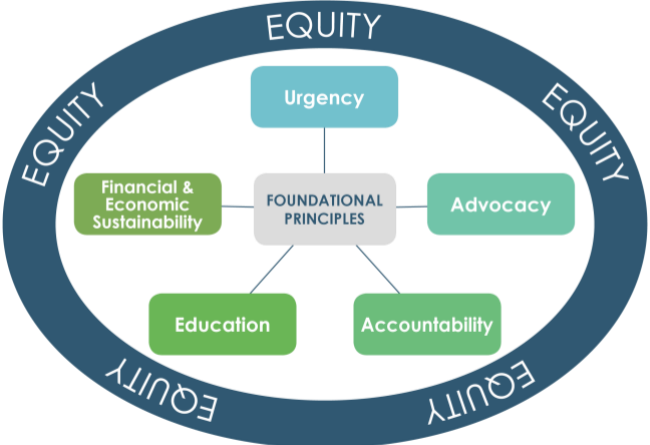 EQUITY
EQUITY
EQUITY
Urgency
Financial &
Economic
Sustainability
FOUNDATIONAL
PRINCIPLES
Advocacy
Education
Accountability
EQUITY
EQUITY